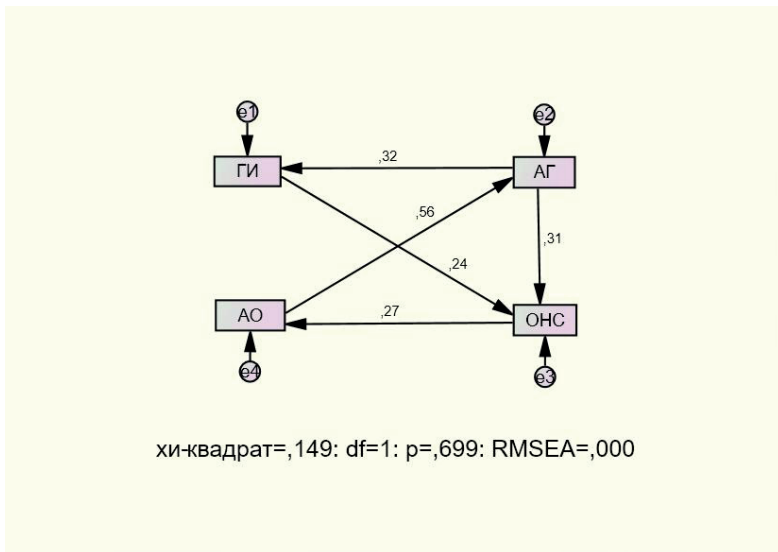 e1
e2
,32
ГИ
АГ
,56
,31
,24
АО
,27
ОНС
e4
e3
хи-квадрат=,149: df=1: p=,699: RMSEA=,000